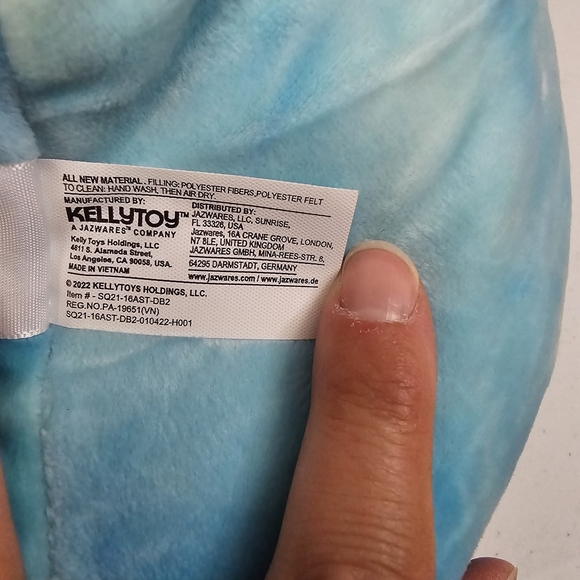 ALL NEW MATERIAL. FILLING: POLYESTER FIBERS,POLYESTER FELT
TO CLEAN: HAND WASH, THEN AIR DRY.
MANUFACTURED BY:
KELLYTOY™
A JAZWARES™ COMPANY
Kelly Toys Holdings, LLC
4811 S. Alameda Street,
Los Angeles, CA 90058, USA.
MADE IN VIETNAM
DISTRIBUTED BY:
JAZWARES, LLC, SUNRISE,
FL 33326, USA
Jazwares, 16A CRANE GROVE, LONDON,
N7 8LE, UNITED KINGDOM
JAZWARES GMBH, MINA-REES-STR. 8,
64295 DARMSTADT, GERMANY
www.jazwares.com / www.jazwares.de
© 2022 KELLYTOYS HOLDINGS, LLC.
Item # - SQ21-16AST-DB2
REG.NO.PA-19651(VN)
SQ21-16AST-DB2-010422-H001